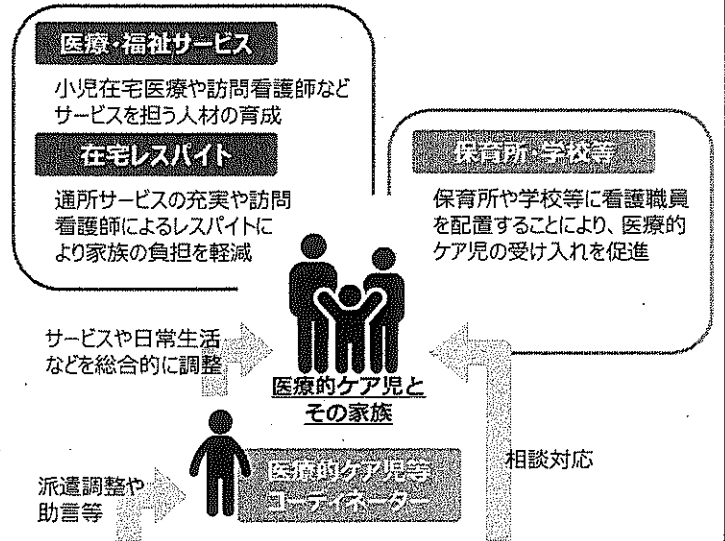 医療・福祉サービス
小児在宅医療や訪問看護師など
サービスを担う人材の育成
在宅レスパイト
通所サービスの充実や訪問
看護師によるレスパイトに
より家族の負担を軽減
保育所・学校等
保育所や学校等に看護職員
を配置することにより、医療的
ケア児の受け入れを促進
サービスや日常生活
などを総合的に調整
医療的ケア児と
その家族
医療的ケア児等
コーディネーター
相談対応
派遣調整や
助言等